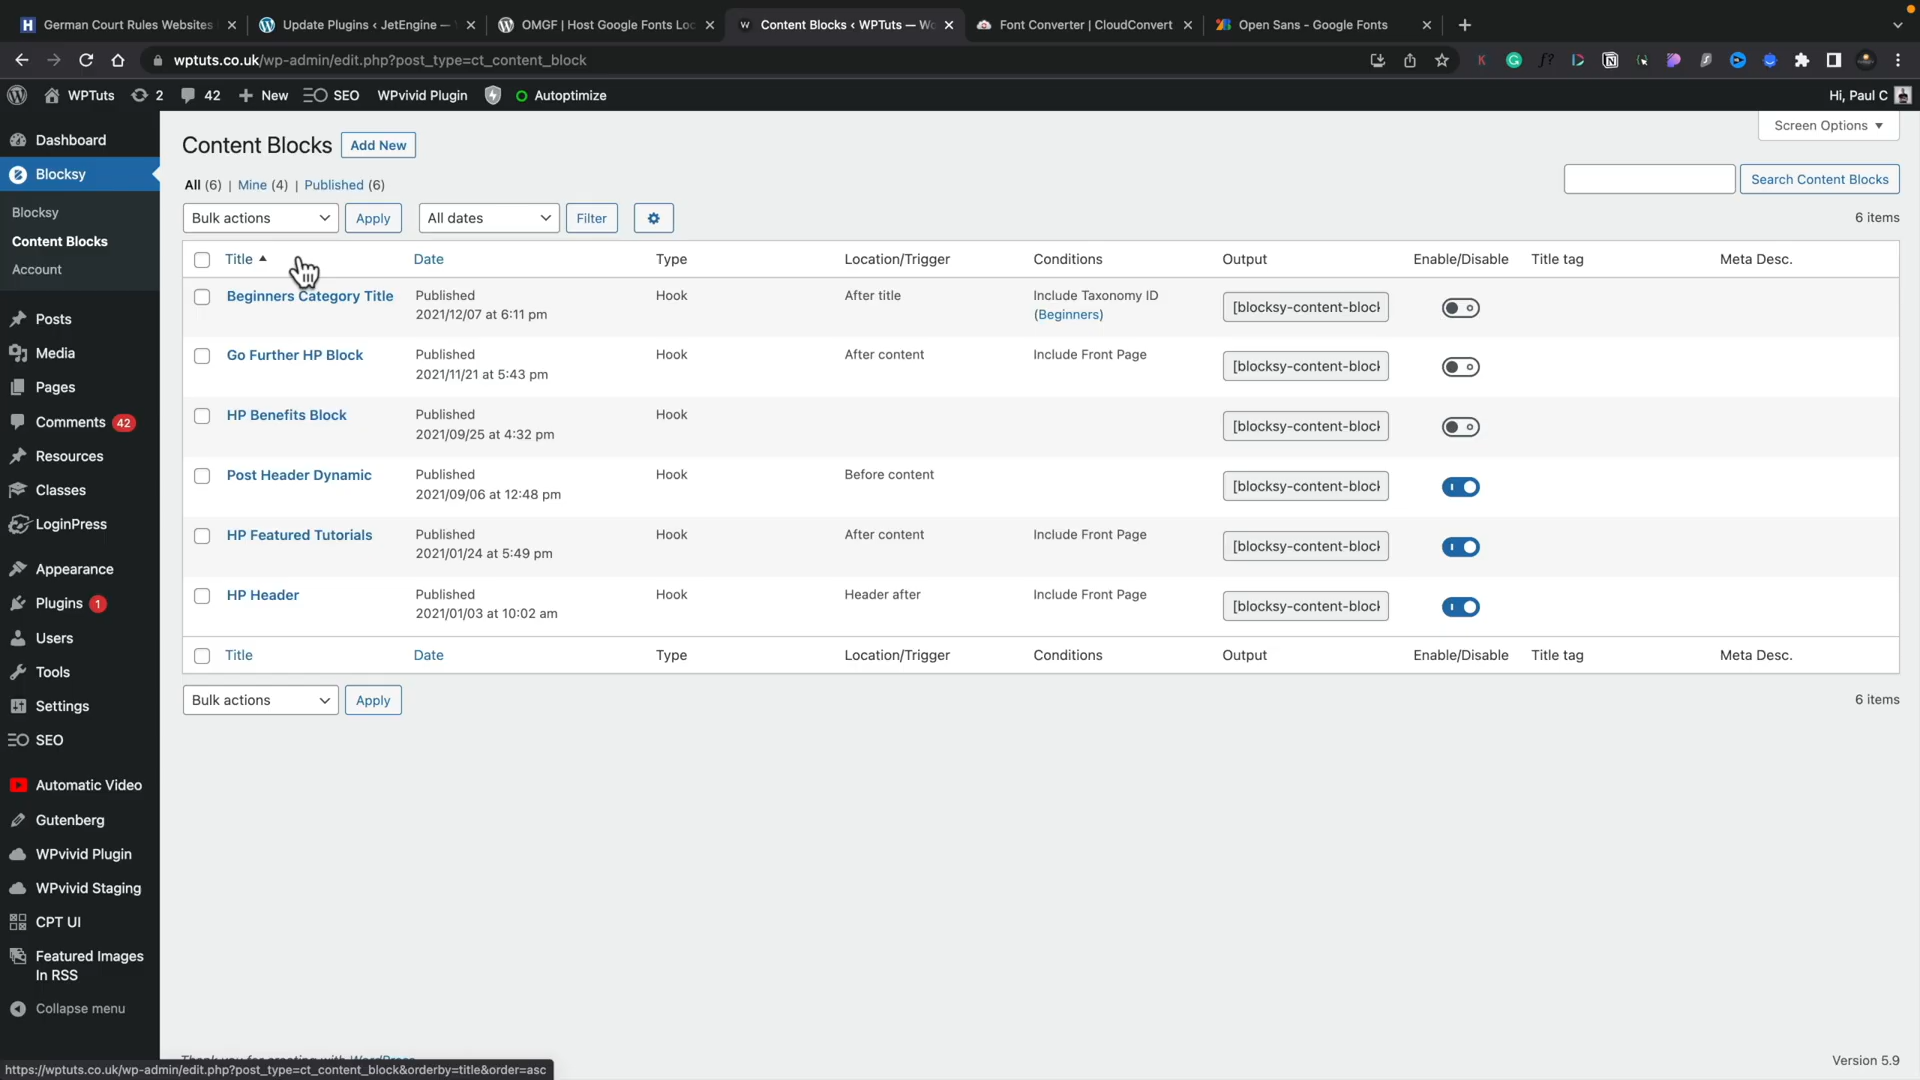 German Court Rules Websites
Update Plugins ‹ JetEngine —
OMGF | Host Google Fonts Loc
Content Blocks ‹ WPTuts — Wo
Font Converter | CloudConvert
Open Sans - Google Fonts
wptuts.co.uk/wp-admin/edit.php?post_type=ct_content_block
WPTuts 2 42 New SEO WPvivid Plugin Autoptimize Hi, Paul C
Dashboard
Blocksy
Blocksy
Content Blocks
Account
Posts
Media
Pages
Comments 42
Resources
Classes
LoginPress
Appearance
Plugins 1
Users
Tools
Settings
SEO
Automatic Video
Gutenberg
WPvivid Plugin
WPvivid Staging
CPT UI
Featured Images
In RSS
Collapse menu
Content Blocks Add New
Screen Options
All (6) | Mine (4) | Published (6)
Search Content Blocks
Bulk actions Apply All dates Filter
6 items
Title Date Type Location/Trigger Conditions Output Enable/Disable Title tag Meta Desc.
Beginners Category Title Published Hook After title Include Taxonomy ID [blocksy-content-block
2021/12/07 at 6:11 pm (Beginners)
Go Further HP Block Published Hook After content Include Front Page [blocksy-content-block
2021/11/21 at 5:43 pm
HP Benefits Block Published Hook [blocksy-content-block
2021/09/25 at 4:32 pm
Post Header Dynamic Published Hook Before content [blocksy-content-block
2021/09/06 at 12:48 pm
HP Featured Tutorials Published Hook After content Include Front Page [blocksy-content-block
2021/01/24 at 5:49 pm
HP Header Published Hook Header after Include Front Page [blocksy-content-block
2021/01/03 at 10:02 am
Title Date Type Location/Trigger Conditions Output Enable/Disable Title tag Meta Desc.
Bulk actions Apply
6 items
Thank you for creating with WordPress
Version 5.9
https://wptuts.co.uk/wp-admin/edit.php?post_type=ct_content_block&orderby=title&order=asc